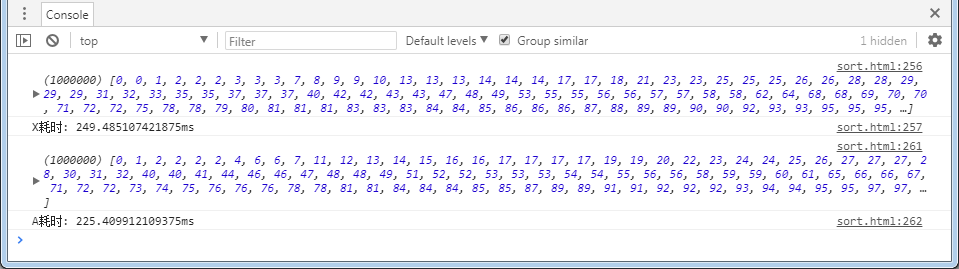 Console
top
Filter
Default levels
Group similar
1 hidden
sort.html:256
(1000000) [0, 0, 1, 2, 2, 2, 3, 3, 3, 7, 8, 9, 9, 10, 13, 13, 13, 14, 14, 14, 17, 17, 18, 21, 23, 23, 25, 25, 25, 26, 26, 28, 28, 29,
29, 29, 31, 32, 33, 35, 35, 37, 37, 37, 40, 42, 42, 43, 43, 47, 48, 49, 53, 55, 55, 56, 56, 57, 57, 58, 58, 62, 64, 68, 68, 69, 70, 70
, 71, 72, 72, 75, 78, 78, 79, 80, 81, 81, 81, 83, 83, 83, 84, 84, 85, 86, 86, 86, 87, 88, 89, 89, 90, 90, 92, 93, 93, 95, 95, 95, …]
X耗时: 249.485107421875ms
sort.html:257
sort.html:261
(1000000) [0, 1, 2, 2, 2, 2, 4, 6, 6, 7, 11, 12, 13, 14, 15, 16, 16, 17, 17, 17, 17, 19, 19, 20, 22, 23, 24, 24, 25, 26, 27, 27, 27, 2
8, 30, 31, 32, 40, 40, 41, 44, 46, 46, 47, 48, 48, 49, 51, 52, 52, 53, 53, 53, 54, 54, 55, 56, 56, 58, 59, 59, 60, 61, 65, 66, 66, 67,
71, 72, 72, 73, 74, 75, 76, 76, 76, 78, 78, 81, 81, 84, 84, 84, 84, 85, 85, 87, 89, 89, 91, 91, 92, 92, 92, 93, 94, 94, 95, 95, 97, 97, …
]
A耗时: 225.409912109375ms
sort.html:262